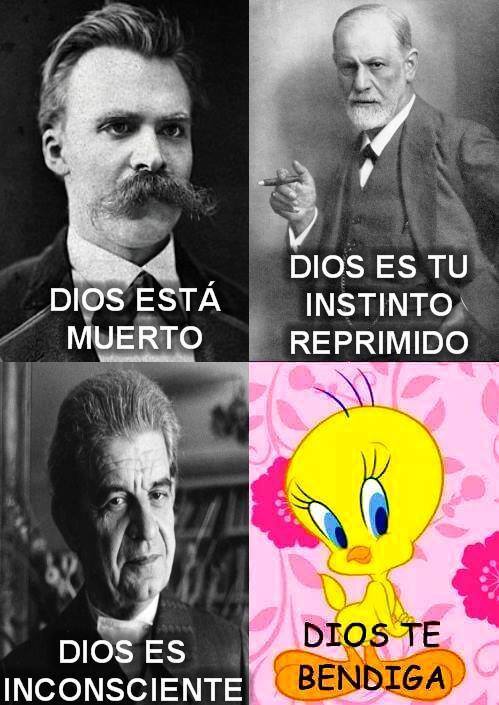 DIOS ESTÁ
MUERTO
DIOS ES TU
INSTINTO
REPRIMIDO
DIOS ES
INCONSCIENTE
DIOS TE
BENDIGA